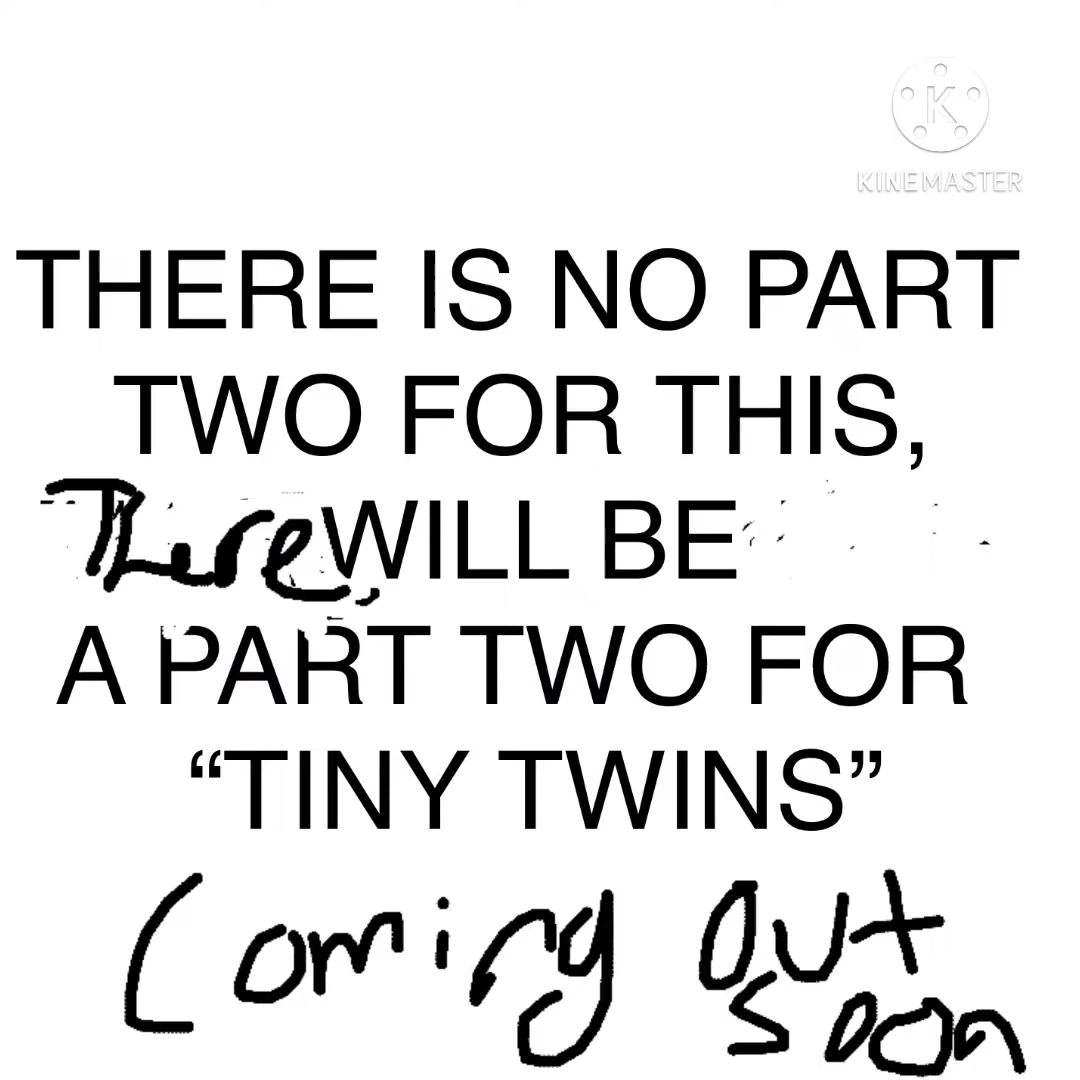 KINEMASTER
THERE IS NO PART
TWO FOR THIS,
There WILL BE
A PART TWO FOR
“TINY TWINS”
Coming Out
soon